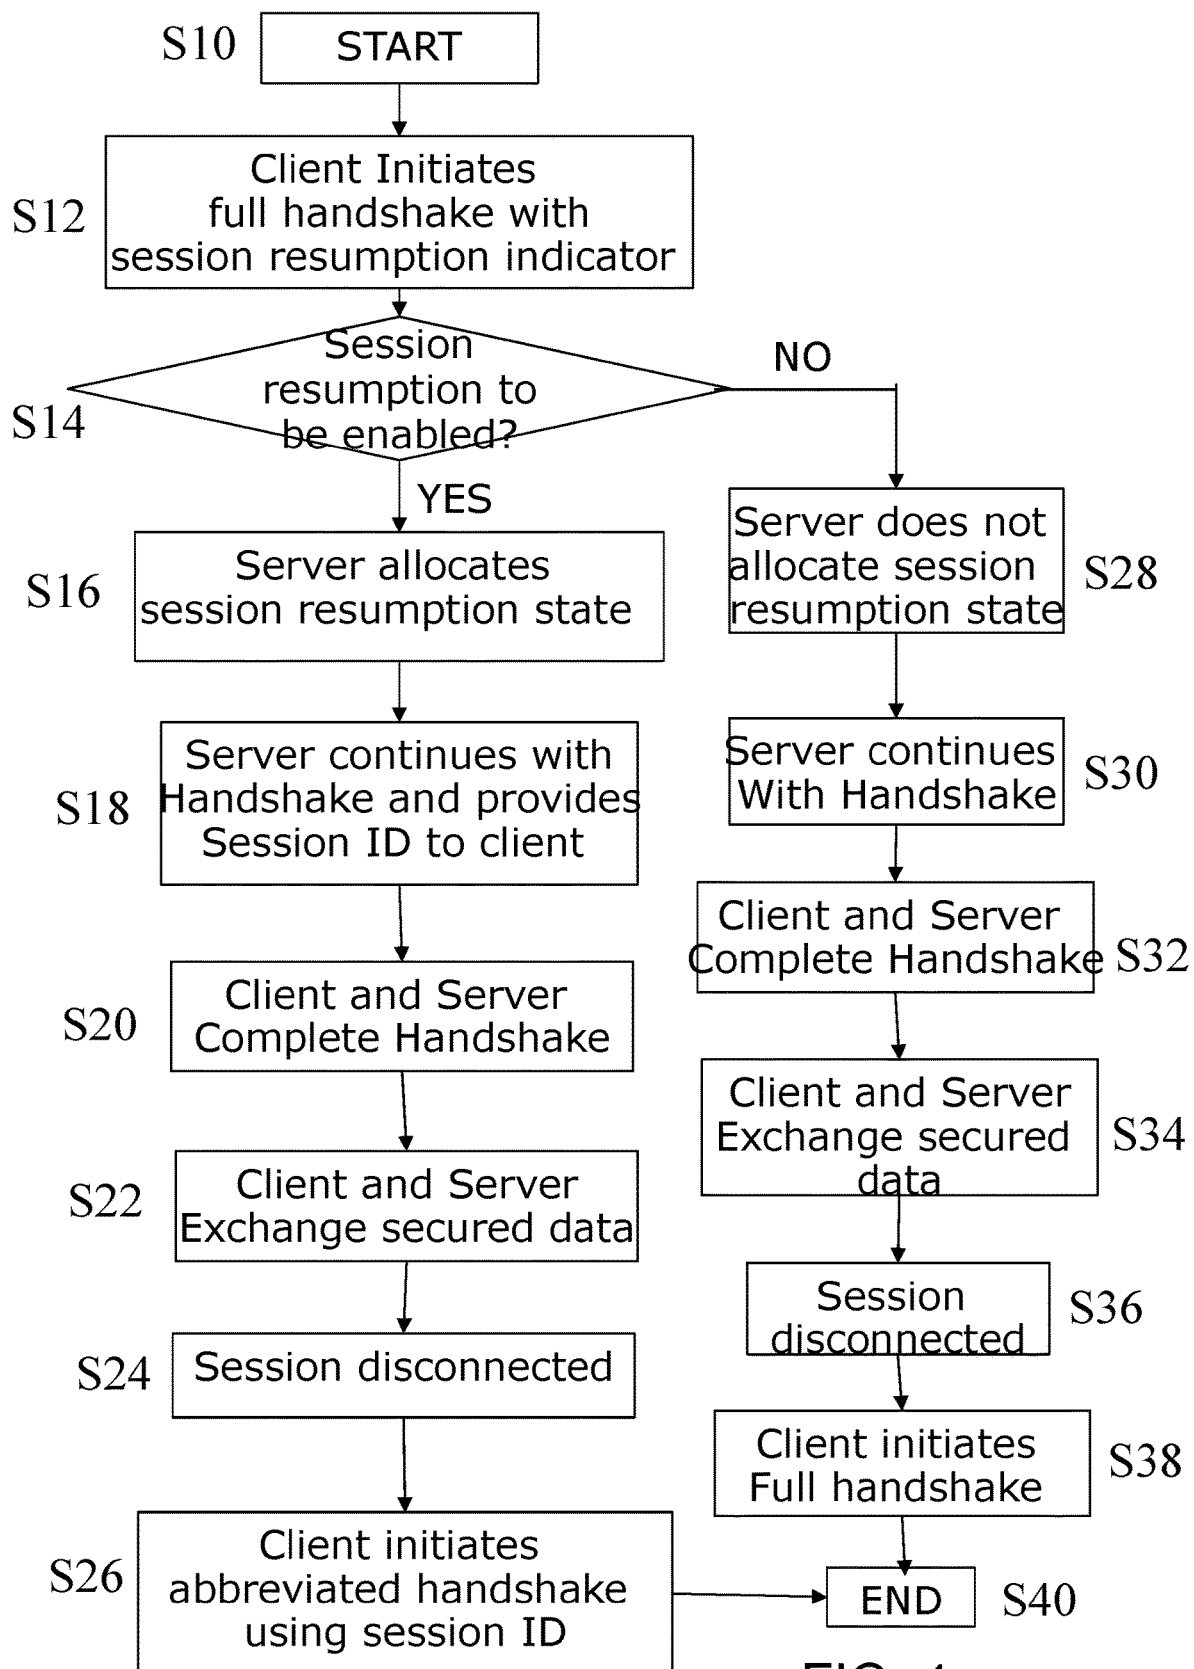 S10
START
S12
Client Initiates
full handshake with
session resumption indicator
S14
Session
resumption to
be enabled?
NO
YES
S16
Server allocates
session resumption state
Server does not
allocate session
resumption state
S28
S18
Server continues with
Handshake and provides
Session ID to client
Server continues
With Handshake
S30
S20
Client and Server
Complete Handshake
Client and Server
Complete Handshake
S32
S22
Client and Server
Exchange secured data
Client and Server
Exchange secured
data
S34
S24
Session disconnected
Session
disconnected
S36
Client initiates
Full handshake
S38
S26
Client initiates
abbreviated handshake
using session ID
END
S40